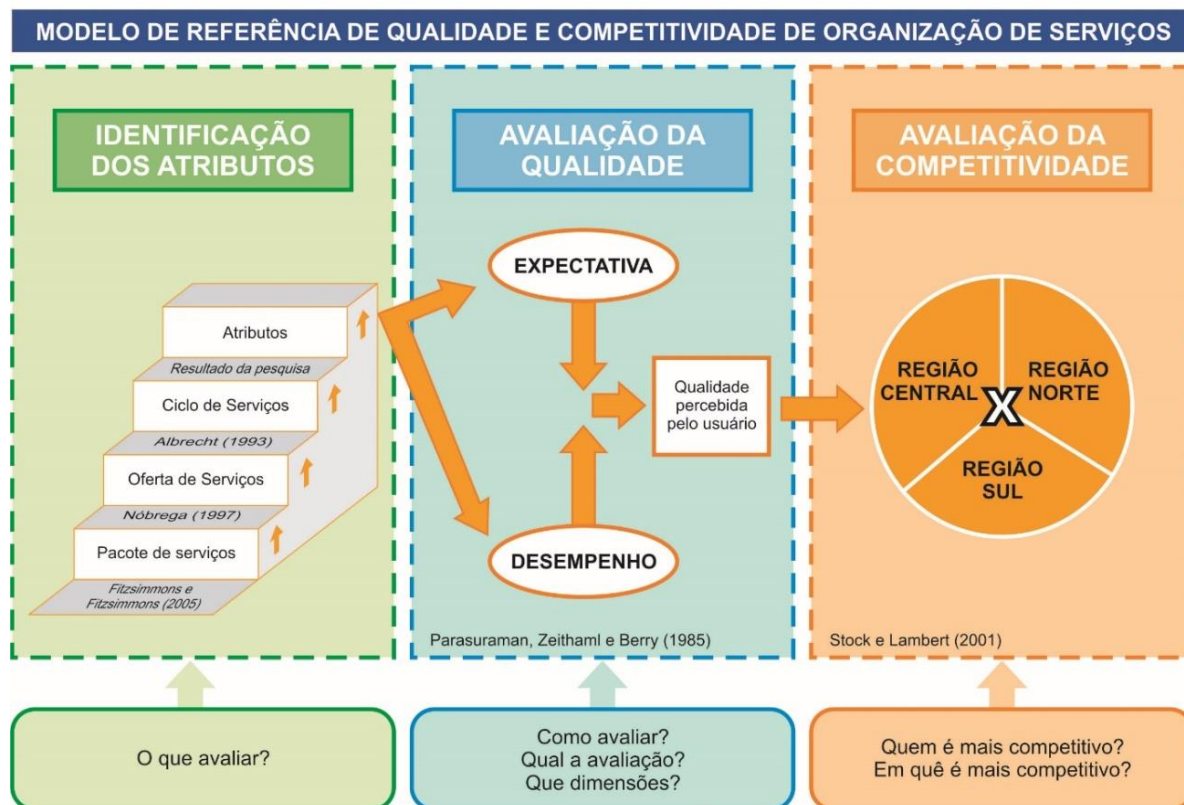 MODELO DE REFERÊNCIA DE QUALIDADE E COMPETITIVIDADE DE ORGANIZAÇÃO DE SERVIÇOS
IDENTIFICAÇÃO
DOS ATRIBUTOS
Atributos
Resultado da pesquisa
Ciclo de Serviços
Albrecht (1993)
Oferta de Serviços
Nóbrega (1997)
Pacote de serviços
Fitzsimmons e
Fitzsimmons (2005)
O que avaliar?
AVALIAÇÃO DA
QUALIDADE
EXPECTATIVA
Qualidade
percebida
pelo usuário
DESEMPENHO
Parasuraman, Zeithaml e Berry (1985)
Como avaliar?
Qual a avaliação?
Que dimensões?
AVALIAÇÃO DA
COMPETITIVIDADE
REGIÃO
CENTRAL
X
REGIÃO
NORTE
REGIÃO
SUL
Stock e Lambert (2001)
Quem é mais competitivo?
Em quê é mais competitivo?